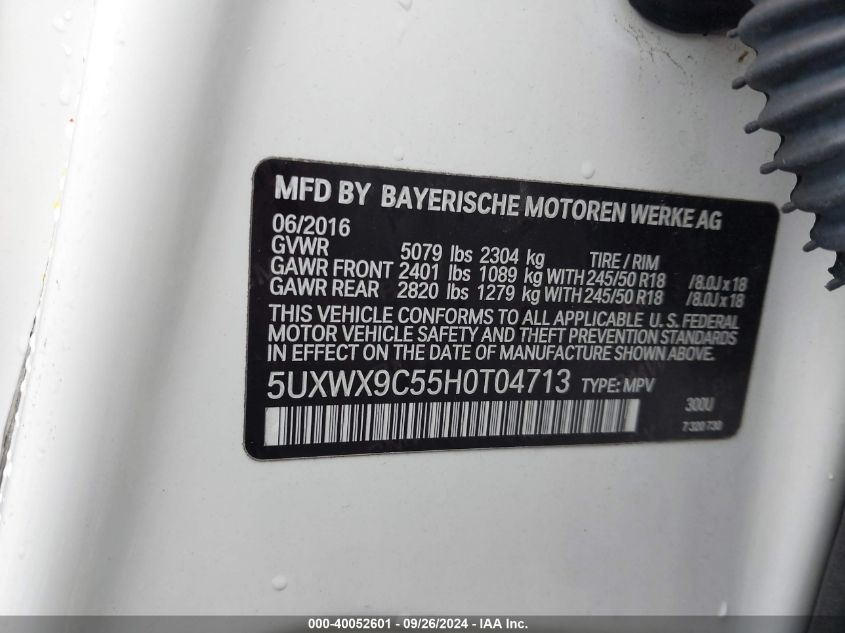 MFD BY BAYERISCHE MOTOREN WERKE AG
06/2016
GVWR 5079 lbs 2304 kg TIRE / RIM
GAWR FRONT 2401 lbs 1089 kg WITH 245/50 R18 /8.0J x 18
GAWR REAR 2820 lbs 1279 kg WITH 245/50 R18 /8.0J x 18
THIS VEHICLE CONFORMS TO ALL APPLICABLE U. S. FEDERAL
MOTOR VEHICLE SAFETY AND THEFT PREVENTION STANDARDS
IN EFFECT ON THE DATE OF MANUFACTURE SHOWN ABOVE.
5UXWX9C55H0T04713 TYPE: MPV
300U
7 320 730
000-40052601 - 09/26/2024 - IAA Inc.